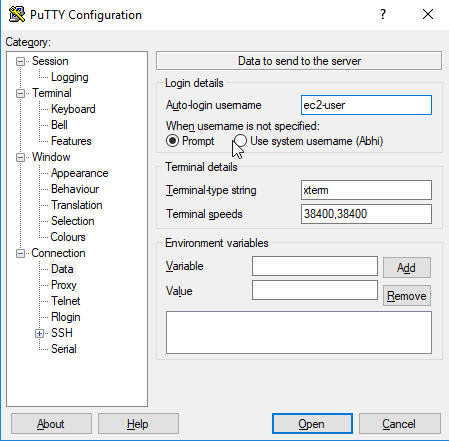 PuTTY Configuration
?
Category:
Session
Logging
Terminal
Keyboard
Bell
Features
Window
Appearance
Behaviour
Translation
Selection
Colours
Connection
Data
Proxy
Telnet
Rlogin
SSH
Serial
Data to send to the server
Login details
Auto-login username ec2-user
When username is not specified:
Prompt Use system username (Abhi)
Terminal details
Terminal-type string xterm
Terminal speeds 38400,38400
Environment variables
Variable Add
Value Remove
About Help Open Cancel